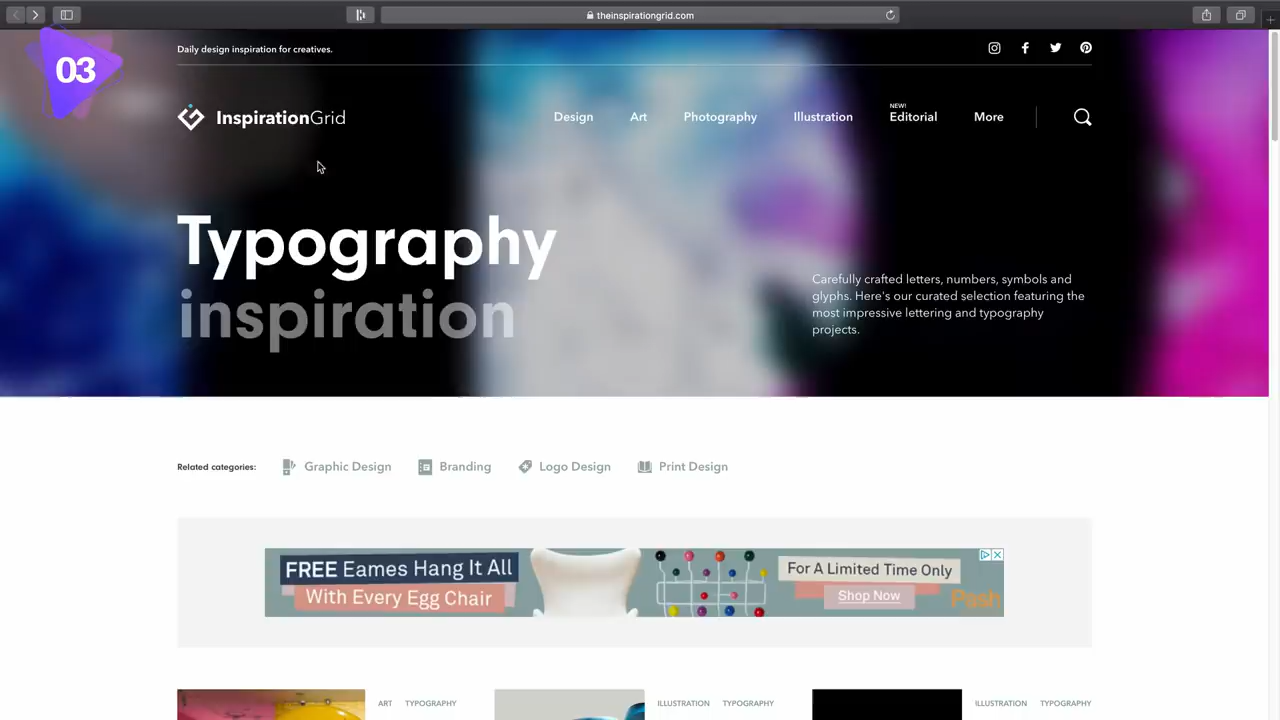 theinspirationgrid.com
03
Daily design inspiration for creatives.
InspirationGrid
Design
Art
Photography
Illustration
NEW!
Editorial
More
Typography
inspiration
Carefully crafted letters, numbers, symbols and
glyphs. Here's our curated selection featuring the
most impressive lettering and typography
projects.
Related categories:
Graphic Design
Branding
Logo Design
Print Design
FREE Eames Hang It All
With Every Egg Chair
For A Limited Time Only
Shop Now
Pash
ART TYPOGRAPHY
ILLUSTRATION TYPOGRAPHY
ILLUSTRATION TYPOGRAPHY